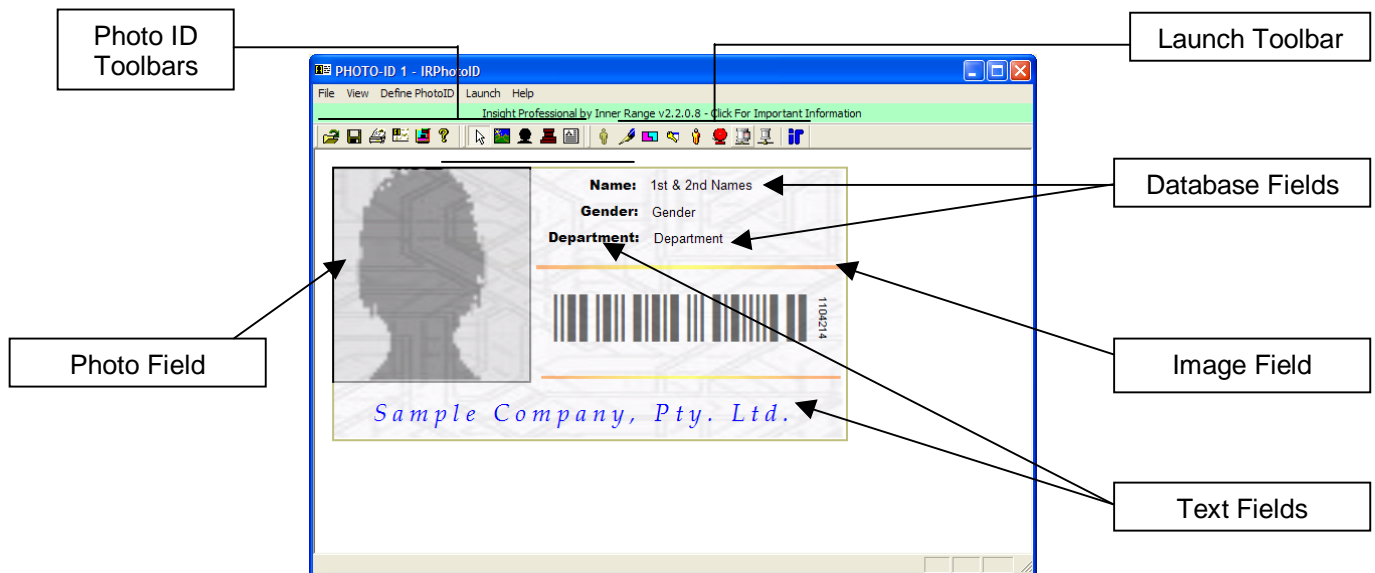 Photo ID
Toolbars
Launch Toolbar
PHOTO-ID 1 - IRPhotoID
File View Define PhotoID Launch Help
Insight Professional by Inner Range v2.2.0.8 - Click For Important Information
ir
Name: 1st & 2nd Names
Database Fields
Gender: Gender
Department: Department
1104214
Photo Field
Image Field
Sample Company, Pty. Ltd.
Text Fields